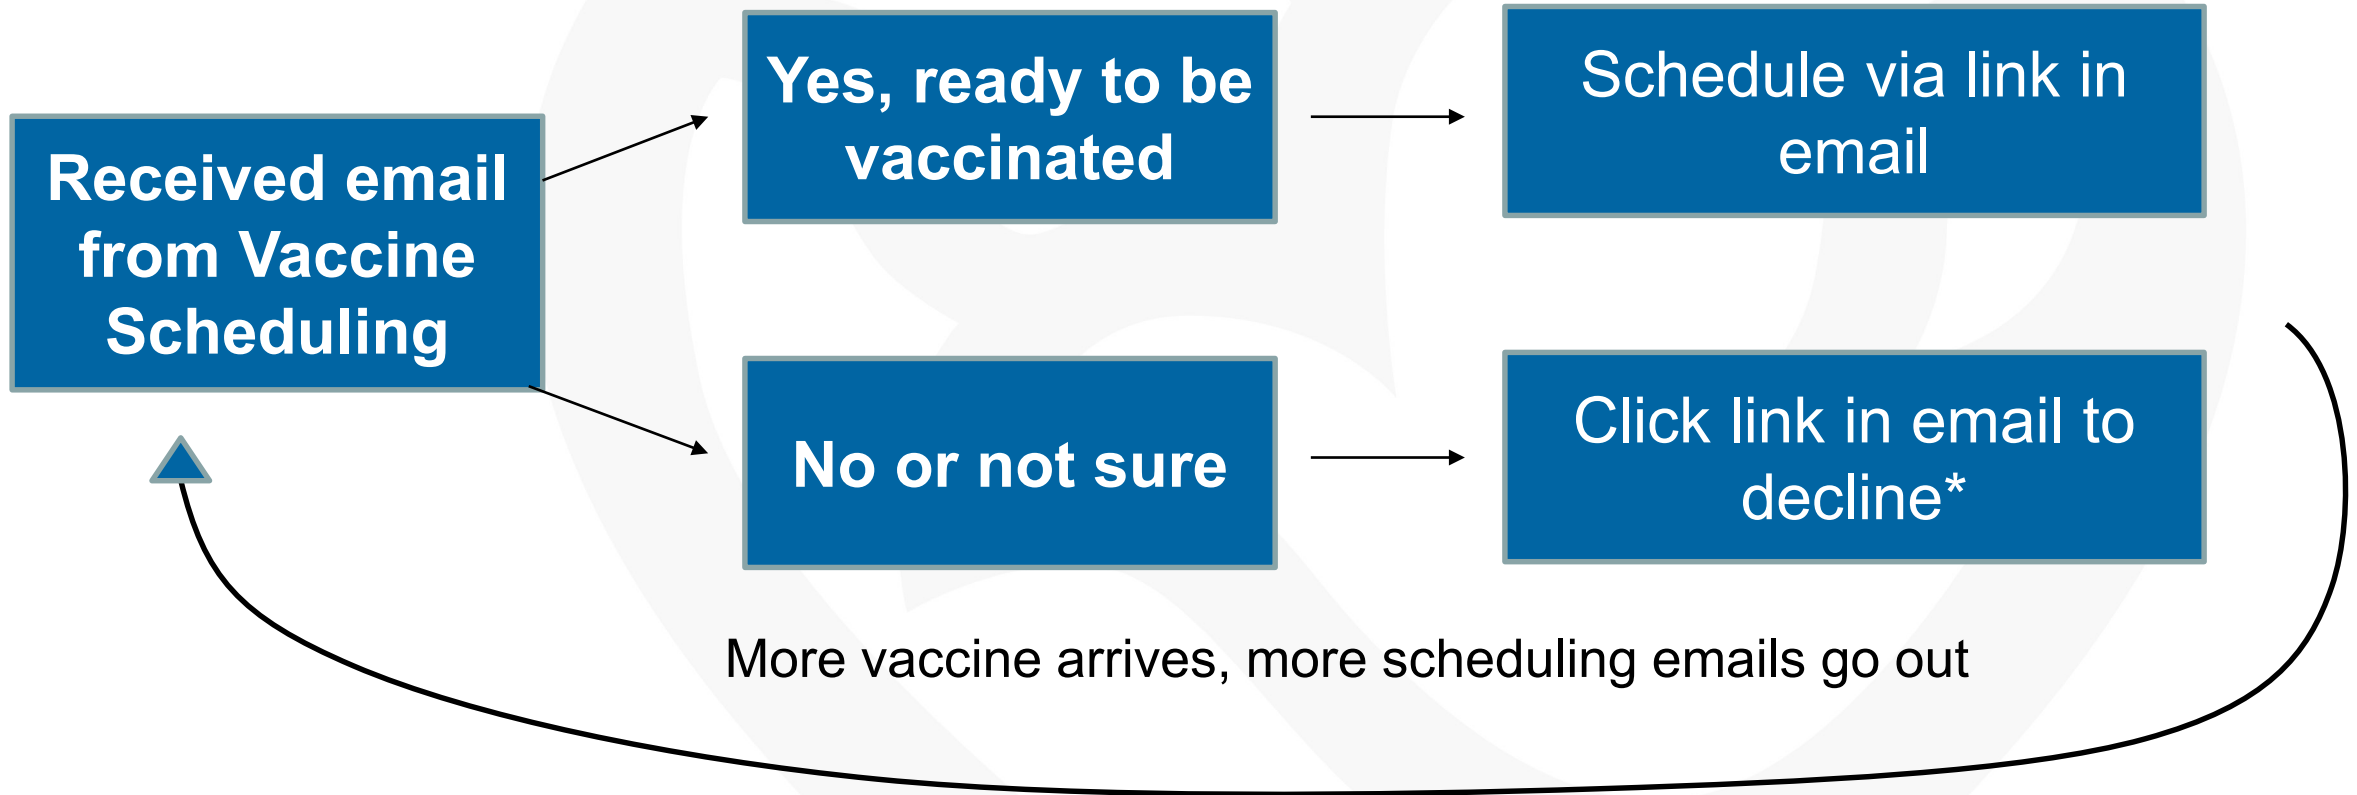 Received email
from Vaccine
Scheduling
Yes, ready to be
vaccinated
Schedule via link in
email
No or not sure
Click link in email to
decline*
More vaccine arrives, more scheduling emails go out